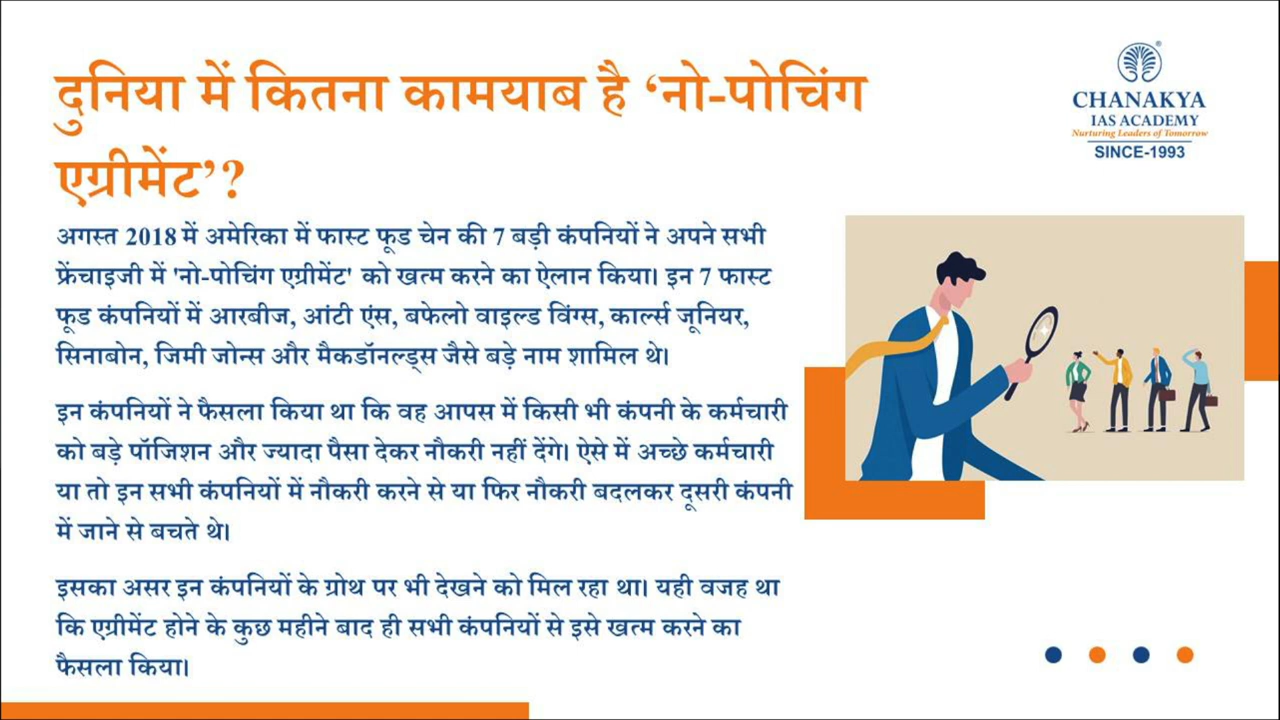 दुनिया में कितना कामयाब है ‘नो-पोचिंग
एग्रीमेंट’?
CHANAKYA
IAS ACADEMY
Nurturing Leaders of Tomorrow
SINCE-1993
अगस्त 2018 में अमेरिका में फास्ट फूड चेन की 7 बड़ी कंपनियों ने अपने सभी
फ्रेंचाइजी में 'नो-पोचिंग एग्रीमेंट' को खत्म करने का ऐलान किया। इन 7 फास्ट
फूड कंपनियों में आरबीज, आंटी एंस, बफेलो वाइल्ड विंग्स, कार्ल्स जूनियर,
सिनाबोन, जिमी जोन्स और मैकडॉनल्ड्स जैसे बड़े नाम शामिल थे।
इन कंपनियों ने फैसला किया था कि वह आपस में किसी भी कंपनी के कर्मचारी
को बड़े पॉजिशन और ज्यादा पैसा देकर नौकरी नहीं देंगे। ऐसे में अच्छे कर्मचारी
या तो इन सभी कंपनियों में नौकरी करने से या फिर नौकरी बदलकर दूसरी कंपनी
में जाने से बचते थे।
इसका असर इन कंपनियों के ग्रोथ पर भी देखने को मिल रहा था। यही वजह था
कि एग्रीमेंट होने के कुछ महीने बाद ही सभी कंपनियों से इसे खत्म करने का
फैसला किया।